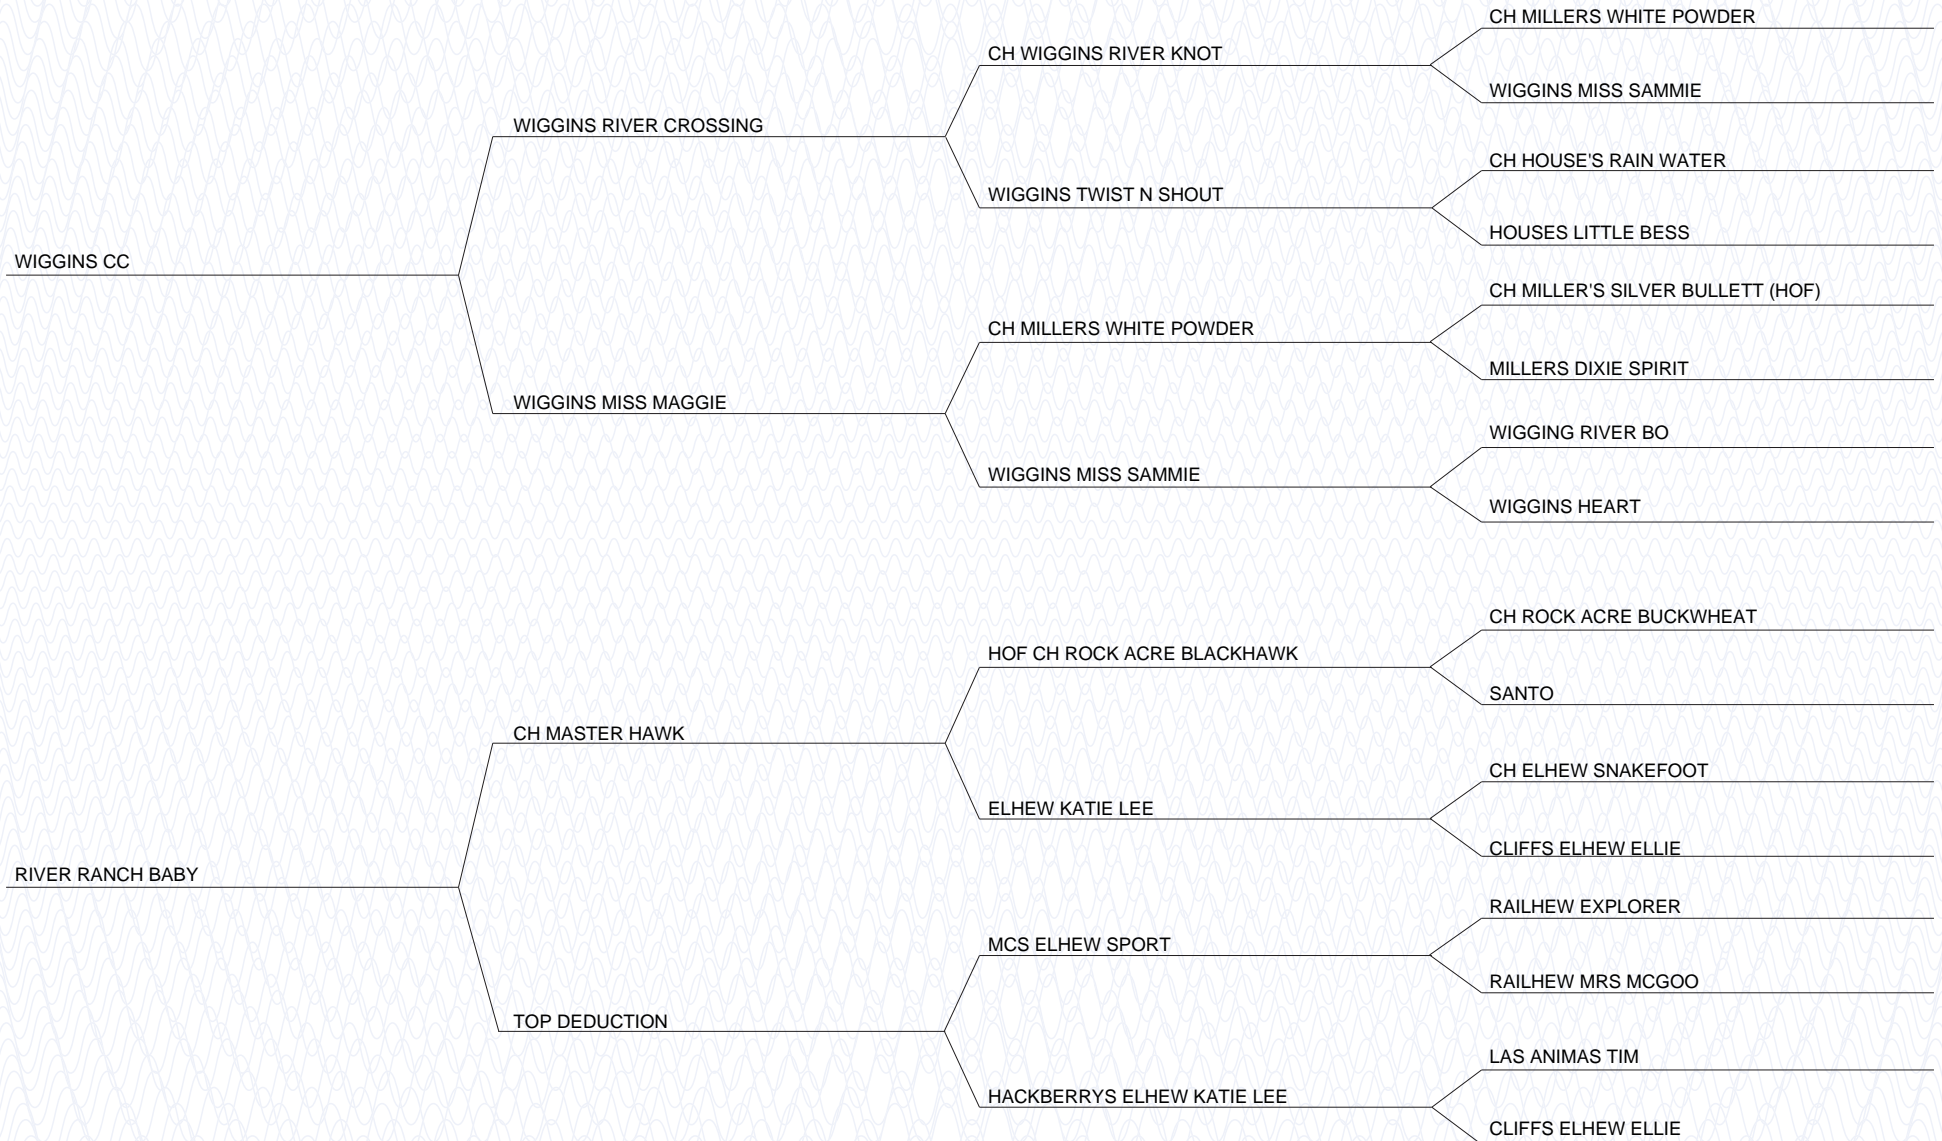 CH MILLERS WHITE POWDER
CH WIGGINS RIVER KNOT
WIGGINS MISS SAMMIE
WIGGINS RIVER CROSSING
CH HOUSE'S RAIN WATER
WIGGINS TWIST N SHOUT
HOUSES LITTLE BESS
WIGGINS CC
CH MILLER'S SILVER BULLETT (HOF)
CH MILLERS WHITE POWDER
MILLERS DIXIE SPIRIT
WIGGINS MISS MAGGIE
WIGGING RIVER BO
WIGGINS MISS SAMMIE
WIGGINS HEART
CH ROCK ACRE BUCKWHEAT
HOF CH ROCK ACRE BLACKHAWK
SANTO
CH MASTER HAWK
CH ELHEW SNAKEFOOT
ELHEW KATIE LEE
CLIFFS ELHEW ELLIE
RIVER RANCH BABY
RAILHEW EXPLORER
MCS ELHEW SPORT
RAILHEW MRS MCGOO
TOP DEDUCTION
LAS ANIMAS TIM
HACKBERRYS ELHEW KATIE LEE
CLIFFS ELHEW ELLIE